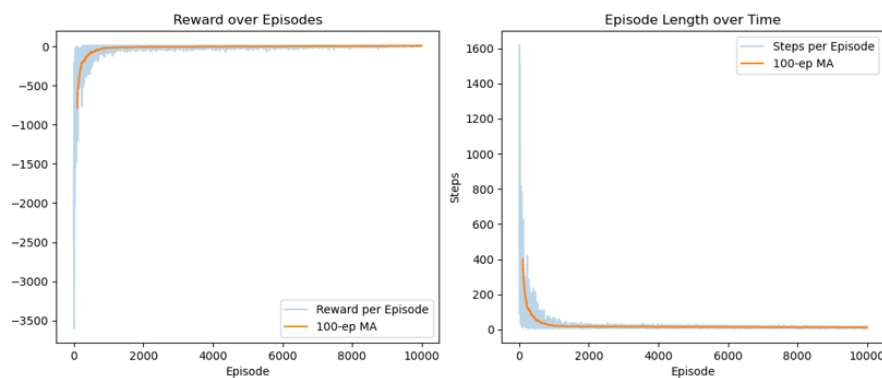 Reward over Episodes
0
−500
−1000
−1500
−2000
−2500
−3000
−3500
0 2000 4000 6000 8000 10000
Episode
Reward per Episode
100-ep MA
Episode Length over Time
Steps
1600
1400
1200
1000
800
600
400
200
0
0 2000 4000 6000 8000 10000
Episode
Steps per Episode
100-ep MA